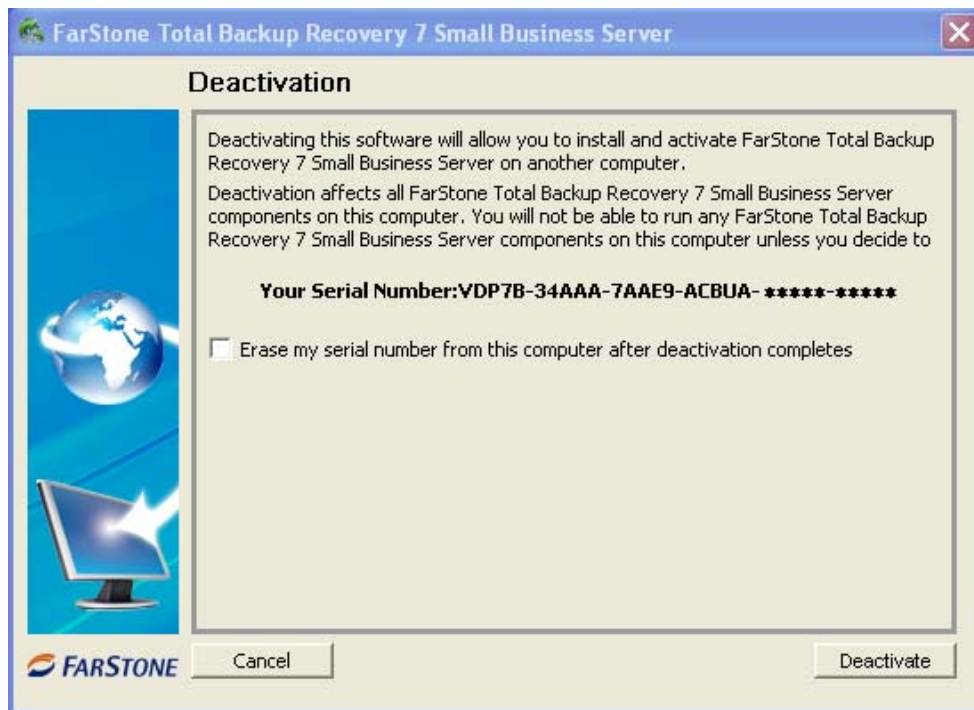 FarStone Total Backup Recovery 7 Small Business Server
Deactivation
Deactivating this software will allow you to install and activate FarStone Total Backup
Recovery 7 Small Business Server on another computer.
Deactivation affects all FarStone Total Backup Recovery 7 Small Business Server
components on this computer. You will not be able to run any FarStone Total Backup
Recovery 7 Small Business Server components on this computer unless you decide to
Your Serial Number:VDP7B-34AAA-7AAE9-ACBUA-*****-*****
Erase my serial number from this computer after deactivation completes
FARSTONE
Cancel
Deactivate